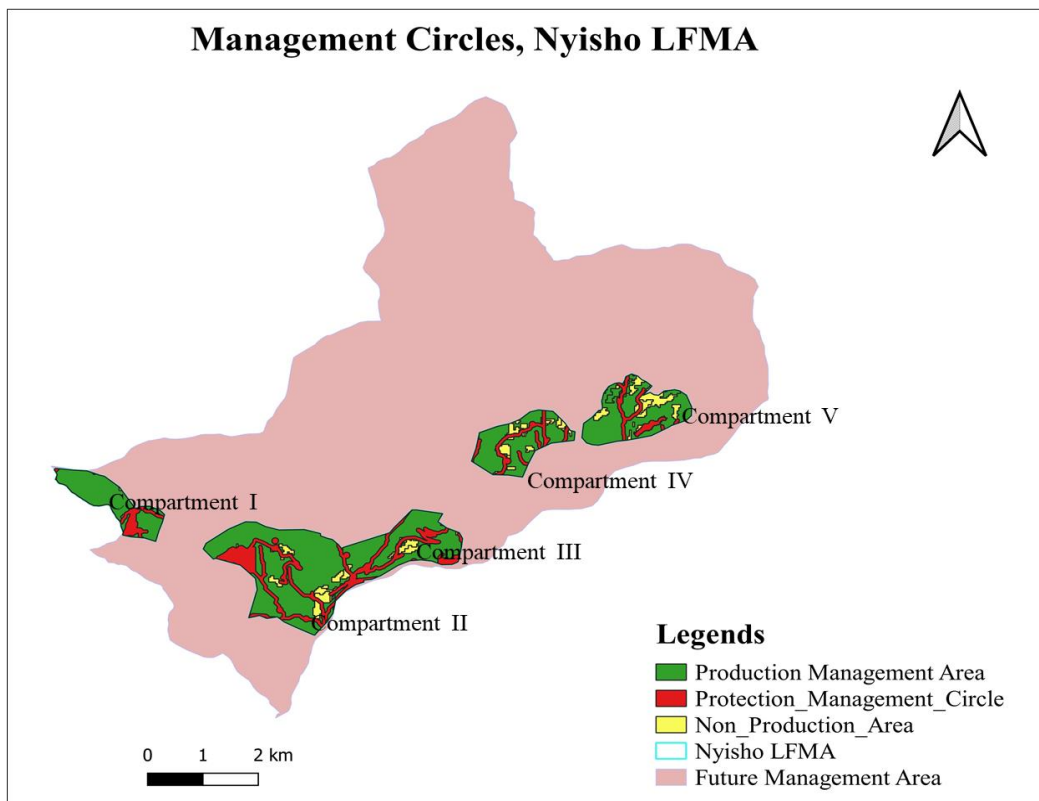 Management Circles, Nyisho LFMA
Compartment V
Compartment IV
Compartment I
Compartment III
Compartment II
Legends
Production Management Area
Protection_Management_Circle
Non_Production_Area
Nyisho LFMA
Future Management Area
0 1 2 km